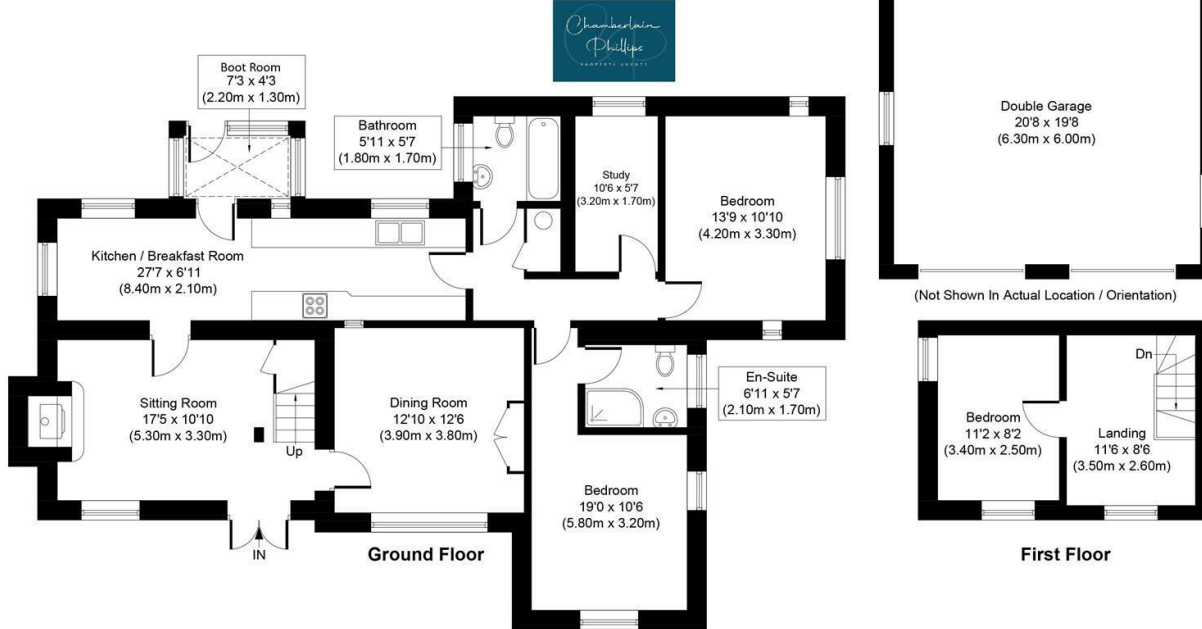 Chamberlain
Phillips
PROPERTY AGENTS
Boot Room
7'3 x 4'3
(2.20m x 1.30m)
Bathroom
5'11 x 5'7
(1.80m x 1.70m)
Study
10'6 x 5'7
(3.20m x 1.70m)
Bedroom
13'9 x 10'10
(4.20m x 3.30m)
Kitchen / Breakfast Room
27'7 x 6'11
(8.40m x 2.10m)
Sitting Room
17'5 x 10'10
(5.30m x 3.30m)
Up
IN
Dining Room
12'10 x 12'6
(3.90m x 3.80m)
En-Suite
6'11 x 5'7
(2.10m x 1.70m)
Bedroom
19'0 x 10'6
(5.80m x 3.20m)
Ground Floor
Double Garage
20'8 x 19'8
(6.30m x 6.00m)
(Not Shown In Actual Location / Orientation)
Dn
Bedroom
11'2 x 8'2
(3.40m x 2.50m)
Landing
11'6 x 8'6
(3.50m x 2.60m)
First Floor